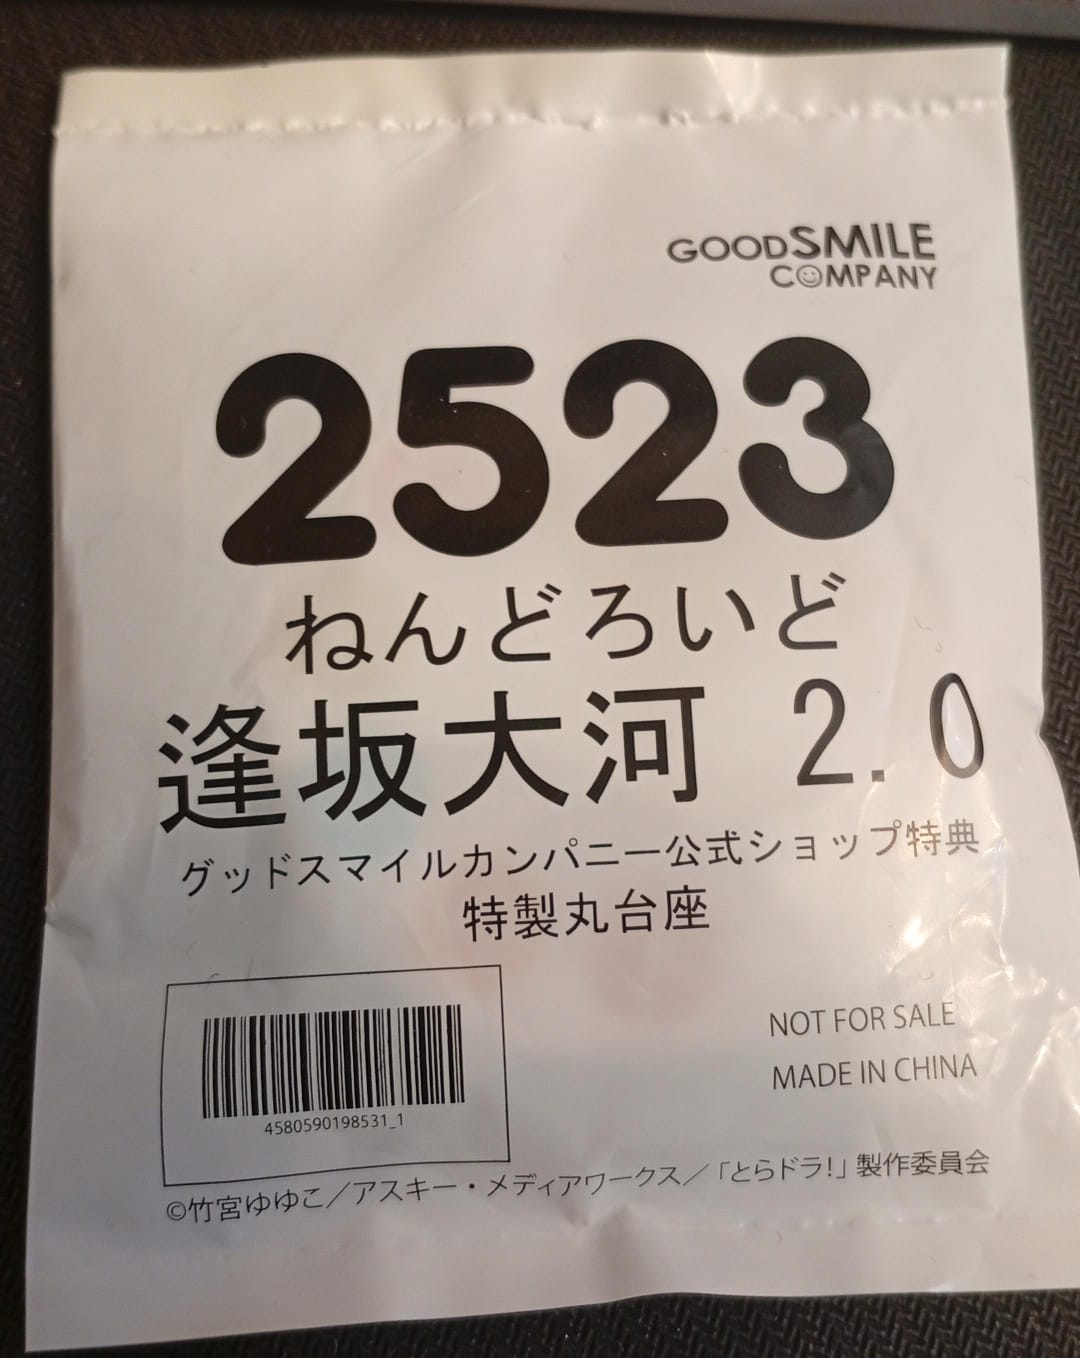 GOODSMILE
COMPANY
2523
ねんどろいど
逢坂大河 2.0
グッドスマイルカンパニー公式ショップ特典
特製丸台座
4580590198531_1
NOT FOR SALE
MADE IN CHINA
©竹宮ゆゆこ／アスキー・メディアワークス／「とらドラ!」製作委員会